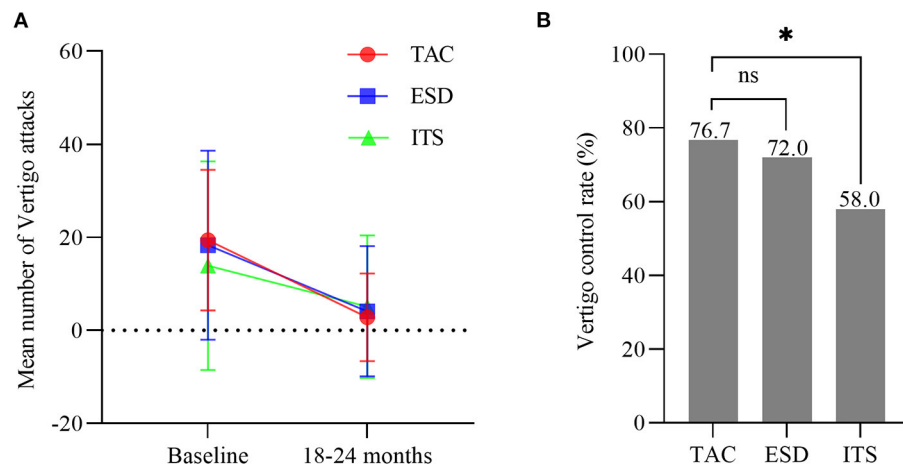 A
Mean number of Vertigo attacks
60
40
20
0
-20
Baseline 18-24 months
TAC
ESD
ITS
B
Vertigo control rate (%)
100
80
60
40
20
0
*
ns
76.7
72.0
58.0
TAC ESD ITS